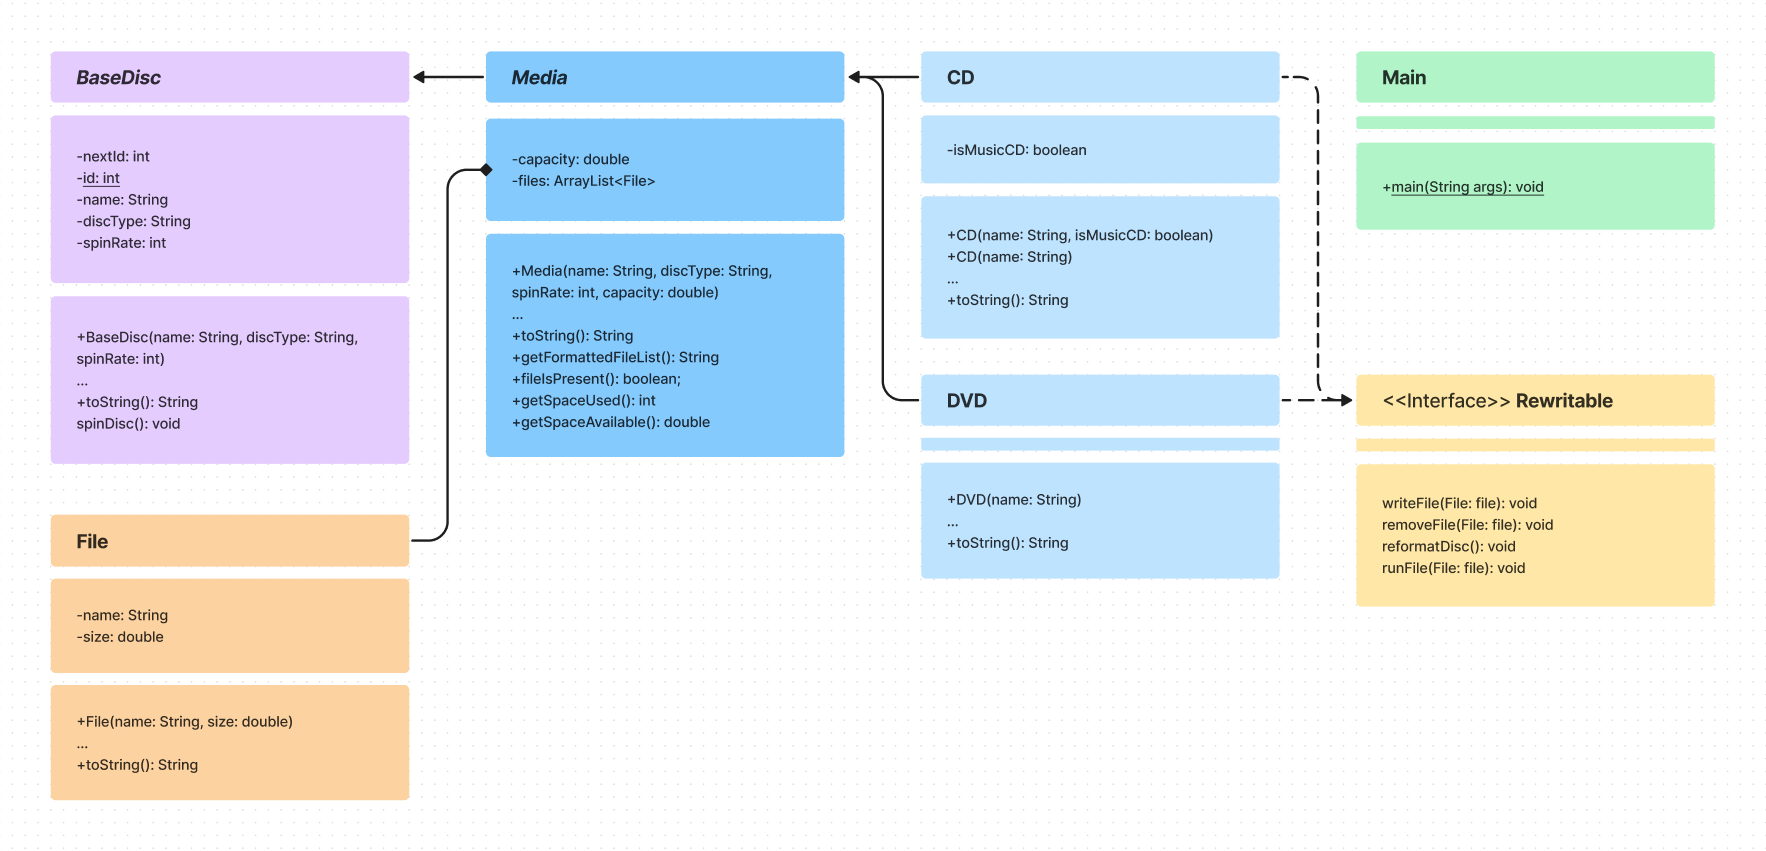 BaseDisc
-nextId: int
-id: int
-name: String
-discType: String
-spinRate: int
+BaseDisc(name: String, discType: String,
spinRate: int)
...
+toString(): String
spinDisc(): void
File
-name: String
-size: double
+File(name: String, size: double)
...
+toString(): String
Media
-capacity: double
-files: ArrayList<File>
+Media(name: String, discType: String,
spinRate: int, capacity: double)
...
+toString(): String
+getFormattedFileList(): String
+fileIsPresent(): boolean;
+getSpaceUsed(): int
+getSpaceAvailable(): double
CD
-isMusicCD: boolean
+CD(name: String, isMusicCD: boolean)
+CD(name: String)
...
+toString(): String
DVD
+DVD(name: String)
...
+toString(): String
Main
+main(String args): void
<<Interface>> Rewritable
writeFile(File: file): void
removeFile(File: file): void
reformatDisc(): void
runFile(File: file): void